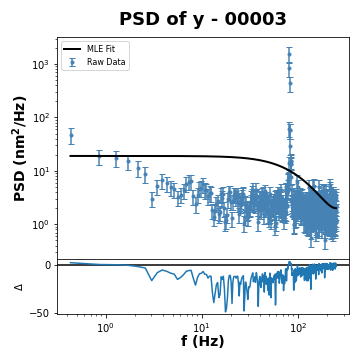 PSD of y - 00003
PSD (nm²/Hz)
10³
10²
10¹
10⁰
MLE Fit
Raw Data
Δ
0
−50
10⁰
10¹
10²
f (Hz)